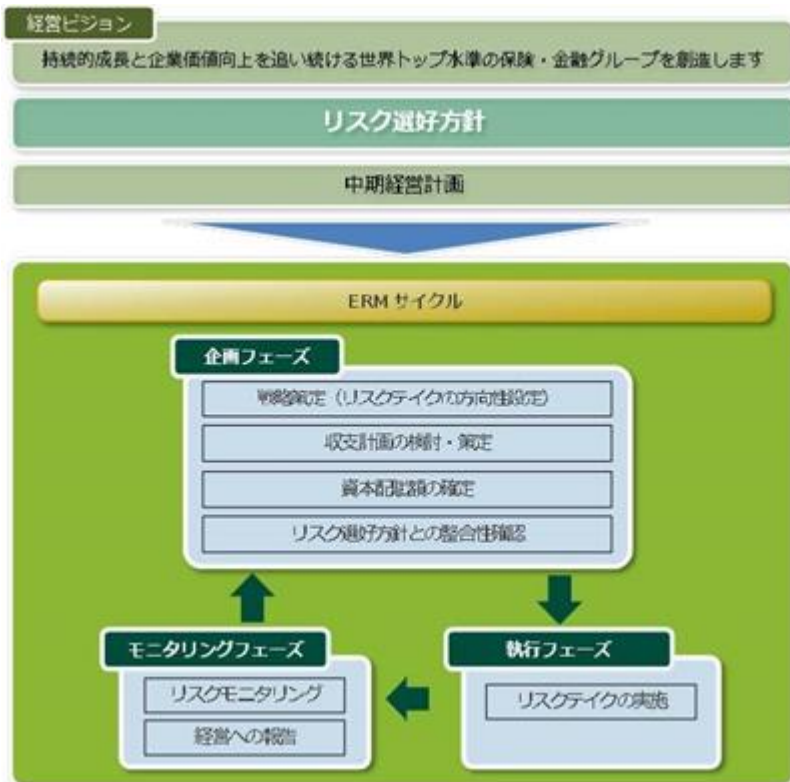 経営ビジョン
持続的成長と企業価値向上を追い続ける世界トップ水準の保険・金融グループを創造します
リスク選好方針
中期経営計画
ERM サイクル
企画フェーズ
戦略策定（リスクテイクの方向性設定）
収支計画の検討・策定
資本配賦額の確定
リスク選好方針との整合性確認
モニタリングフェーズ
リスクモニタリング
経営への報告
執行フェーズ
リスクテイクの実施